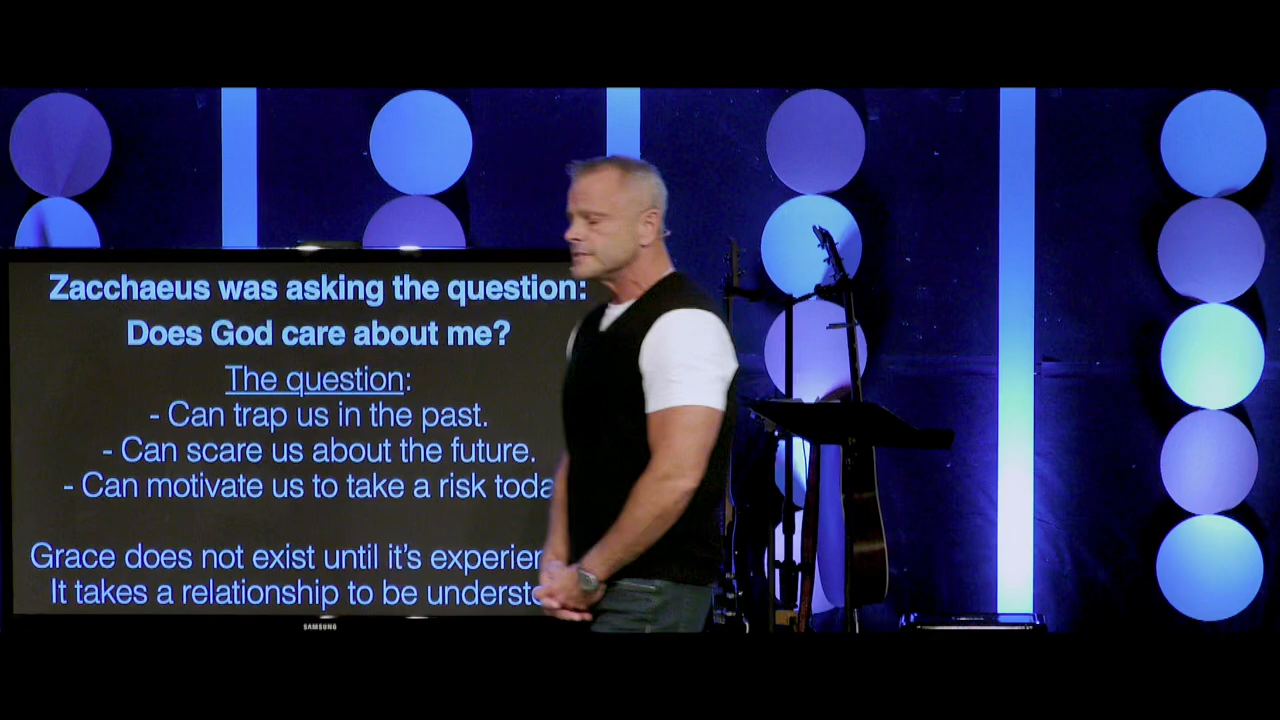 Zacchaeus was asking the question:
Does God care about me?
The question:
- Can trap us in the past.
- Can scare us about the future.
- Can motivate us to take a risk toda
Grace does not exist until it's experien
It takes a relationship to be understo
SAMSUNG